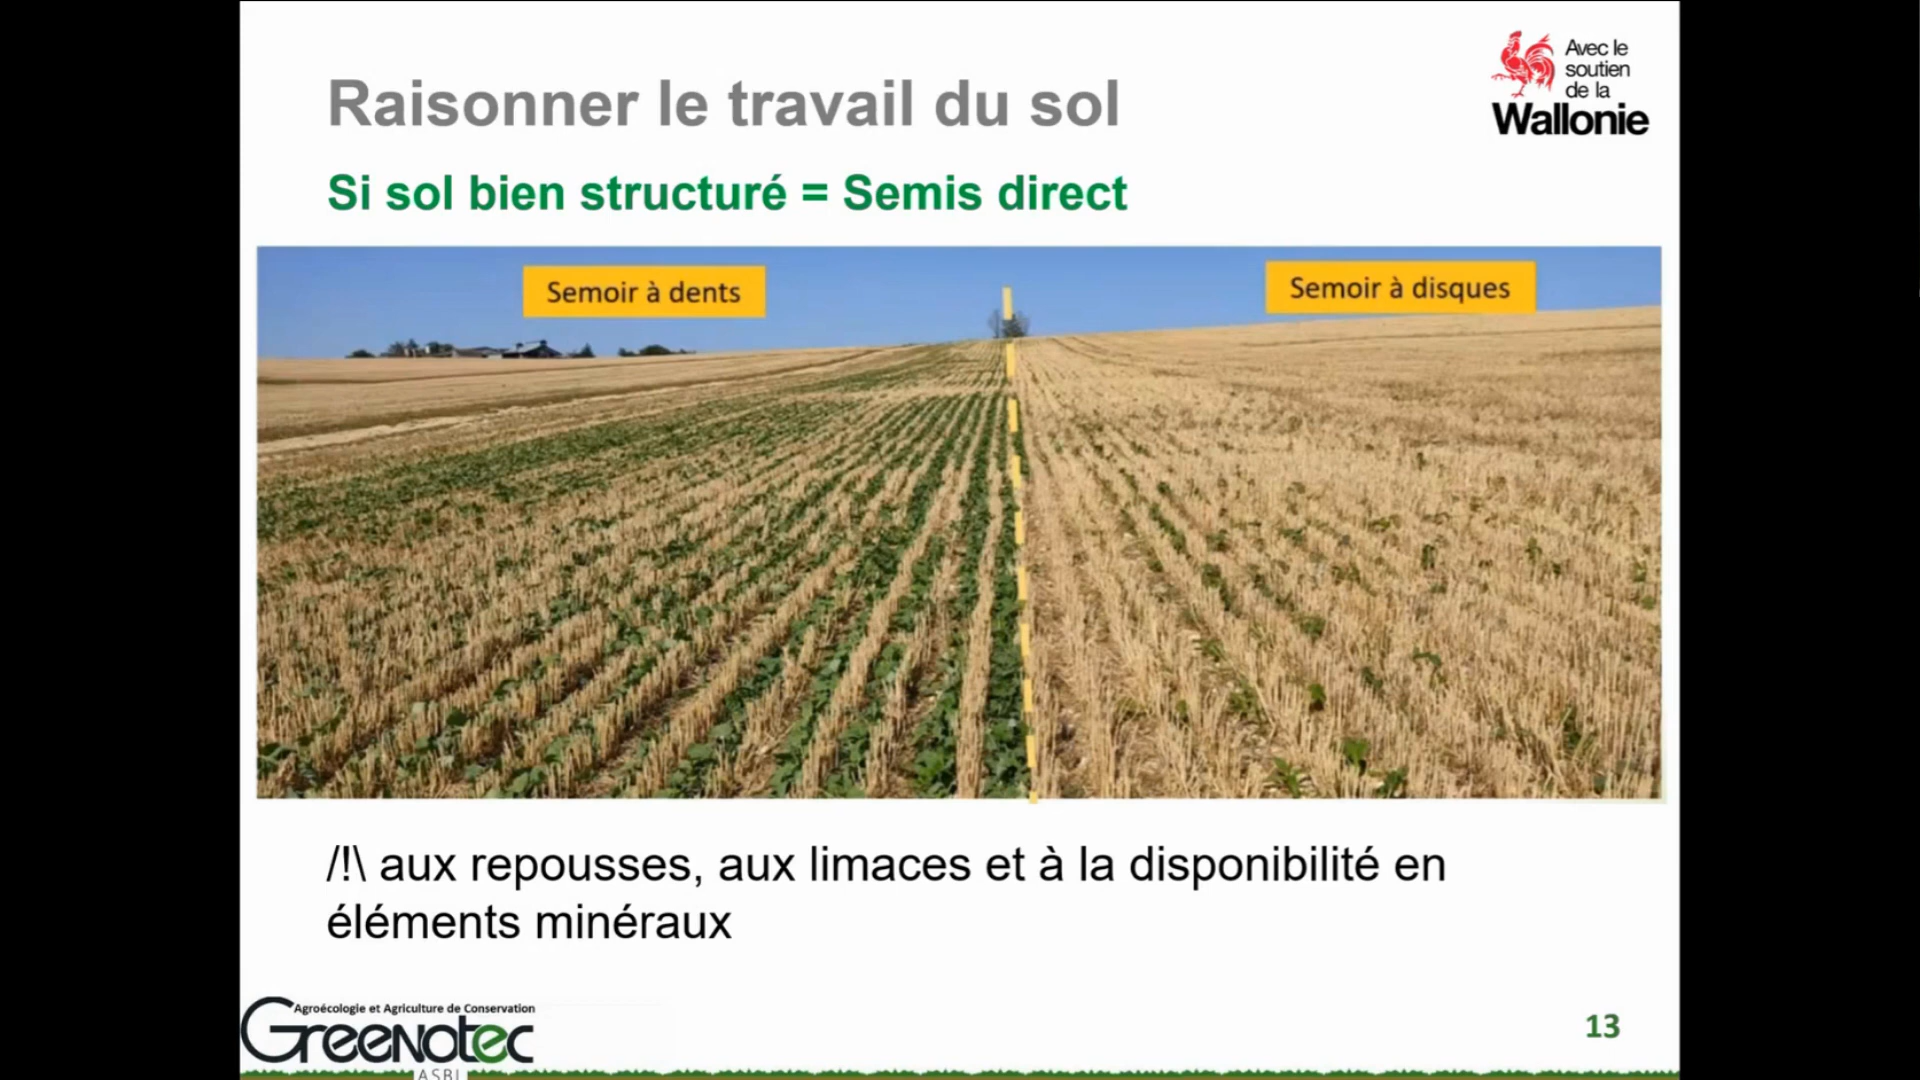 Avec le
soutien
de la
Wallonie
Raisonner le travail du sol
Si sol bien structuré = Semis direct
Semoir à dents
Semoir à disques
/!\ aux repousses, aux limaces et à la disponibilité en
éléments minéraux
Agroécologie et Agriculture de Conservation
Greenotec
ASBL
13